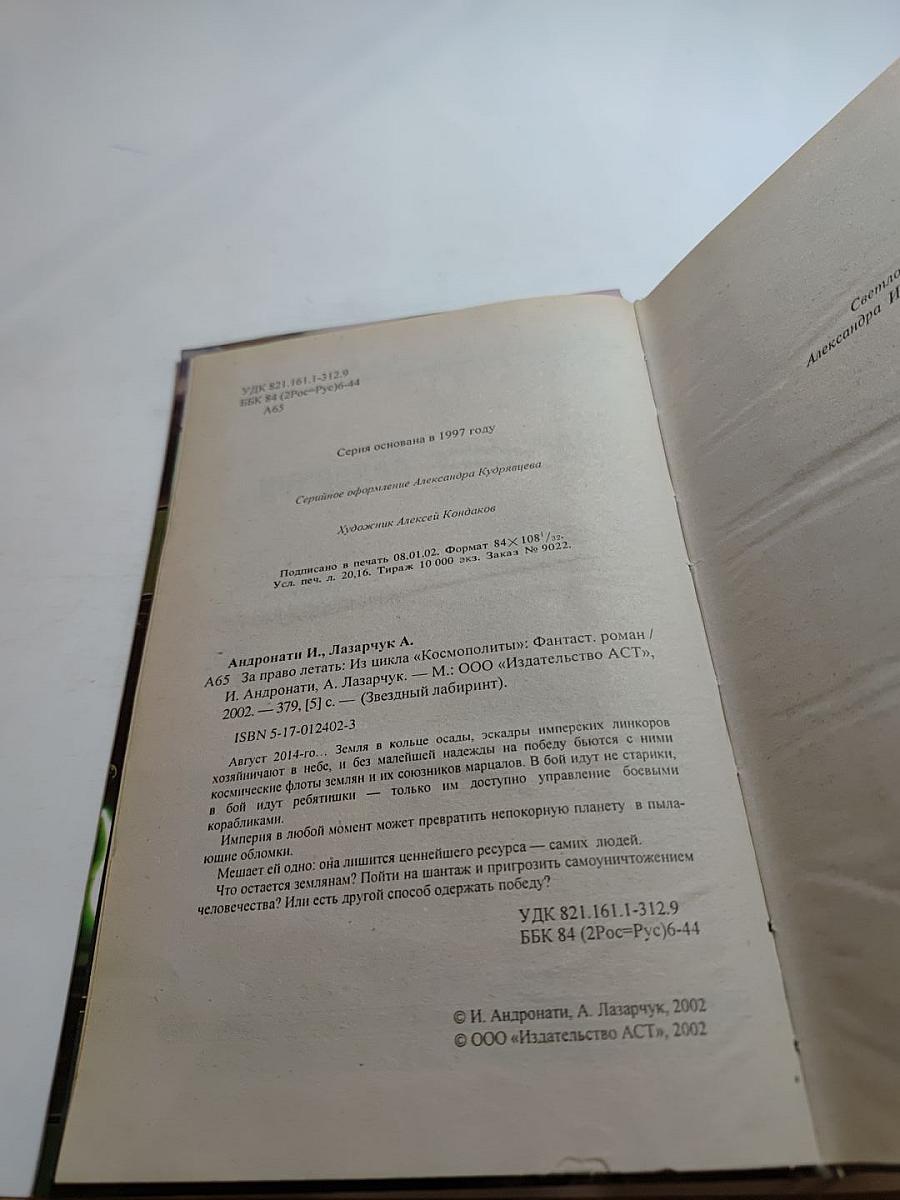 УДК 821.161.1-312.9
ББК 84 (2Рос=Рус)6-44
А65
Серия основана в 1997 году
Серийное оформление Александра Кудрявцева
Художник Алексей Кондаков
Подписано в печать 08.01.02. Формат 84×108¹/₃₂.
Усл. печ. л. 20,16. Тираж 10 000 экз. Заказ № 9022.
Андронати И., Лазарчук А.
А65 За право летать: Из цикла «Космополиты»: Фантаст. роман /
И. Андронати, А. Лазарчук. — М.: ООО «Издательство АСТ»,
2002. — 379, [5] с. — (Звездный лабиринт).
ISBN 5-17-012402-3
Август 2014-го... Земля в кольце осады, эскадры имперских линкоров
хозяйничают в небе, и без малейшей надежды на победу бьются с ними
космические флоты землян и их союзников марцалов. В бой идут не старики,
в бой идут ребятишки — только им доступно управление боевыми
корабликами.
Империя в любой момент может превратить непокорную планету в пыла-
ющие обломки.
Мешает ей одно: она лишится ценнейшего ресурса — самих людей.
Что остается землянам? Пойти на шантаж и пригрозить самоуничтожением
человечества? Или есть другой способ одержать победу?
УДК 821.161.1-312.9
ББК 84 (2Рос=Рус)6-44
© И. Андронати, А. Лазарчук, 2002
© ООО «Издательство АСТ», 2002
Александра